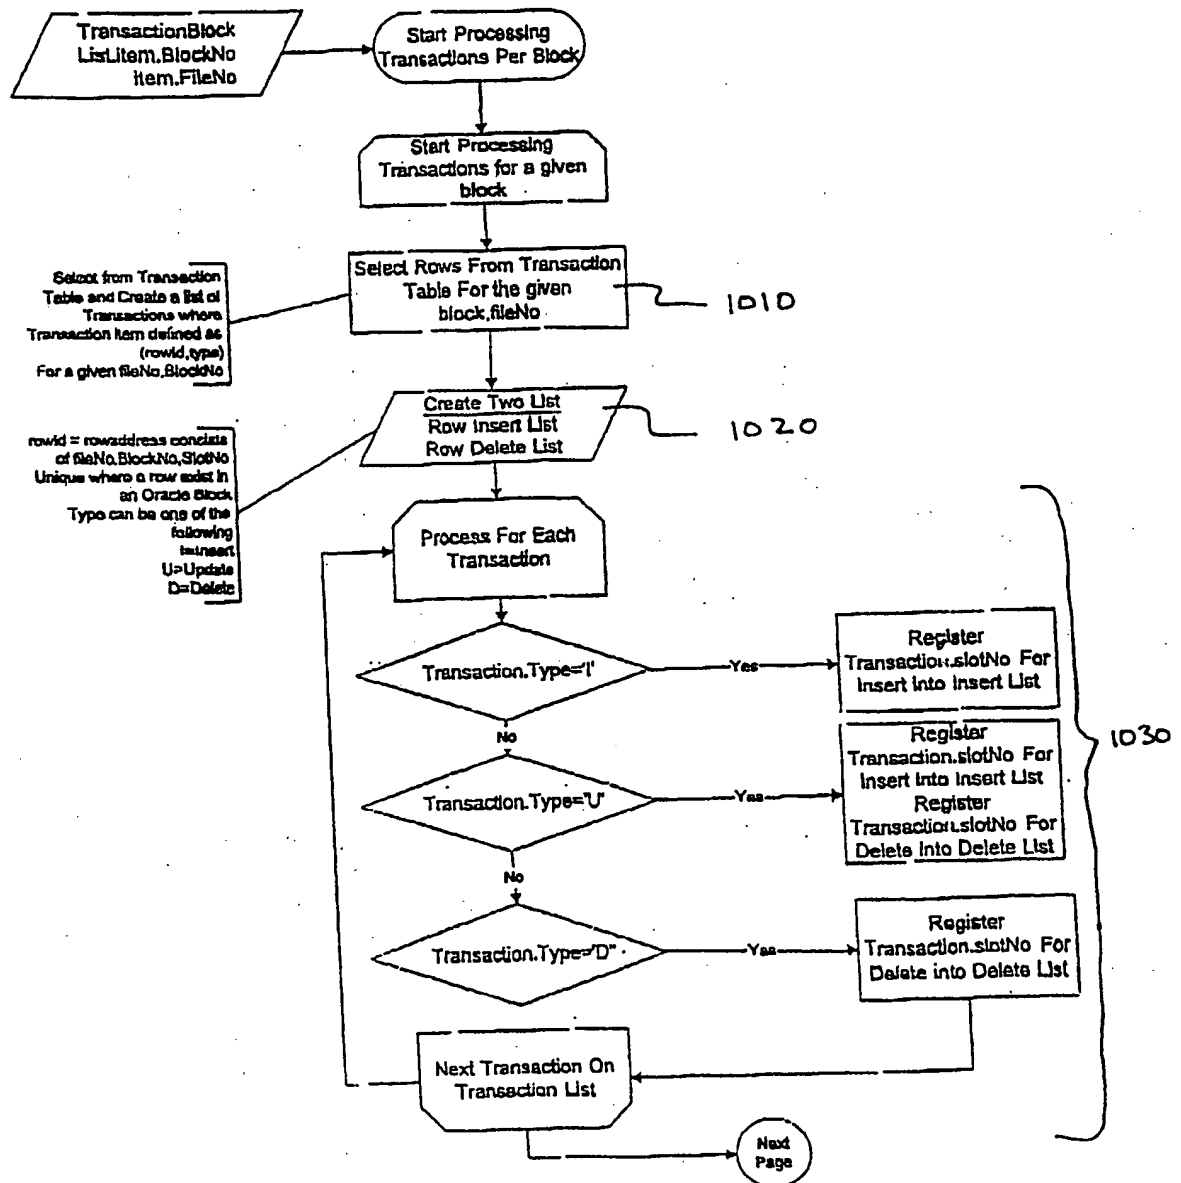 TransactionBlock
ListItem.BlockNo
Item.FileNo
Start Processing
Transactions Per Block
Start Processing
Transactions for a given
block
Select Rows From Transaction
Table For the given
block,fileNo
1010
Select from Transaction
Table and Create a list of
Transactions where
Transaction item defined as
(rowid,type)
For a given fileNo,BlockNo
Create Two List
Row Insert List
Row Delete List
1020
rowid = rowaddress consists
of fileNo,BlockNo,SlotNo
Unique where a row exist in
an Oracle Block
Type can be one of the
following
I=Insert
U>Update
D=Delete
Process For Each
Transaction
Transaction.Type='I'
Yes
Register
Transaction.slotNo For
Insert Into Insert List
No
Transaction.Type="U"
Yes
Register
Transaction.slotNo For
Insert Into Insert List
Register
Transaction.slotNo For
Delete Into Delete List
1030
No
Transaction.Type="D"
Yes
Register
Transaction.slotNo For
Delete into Delete List
Next Transaction On
Transaction List
Next
Page